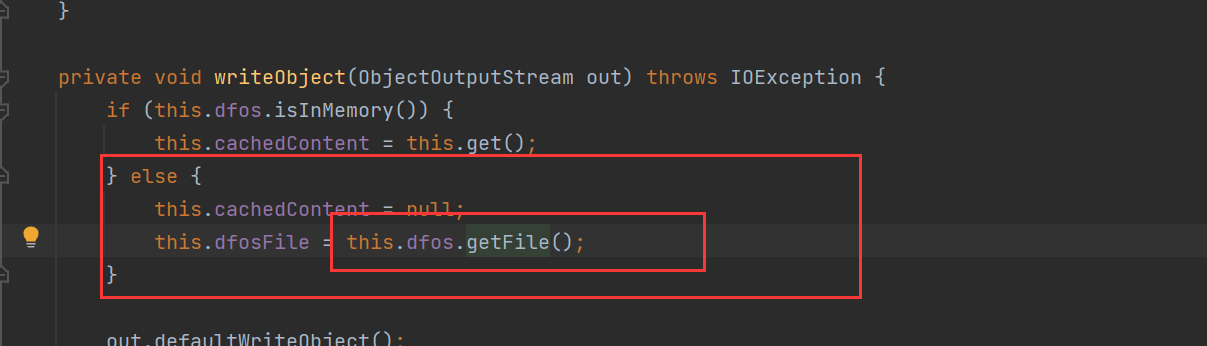 }
private void writeObject(ObjectOutputStream out) throws IOException {
if (this.dfos.isInMemory()) {
this.cachedContent = this.get();
} else {
this.cachedContent = null;
this.dfosFile = this.dfos.getFile();
}
out.defaultWriteObject();